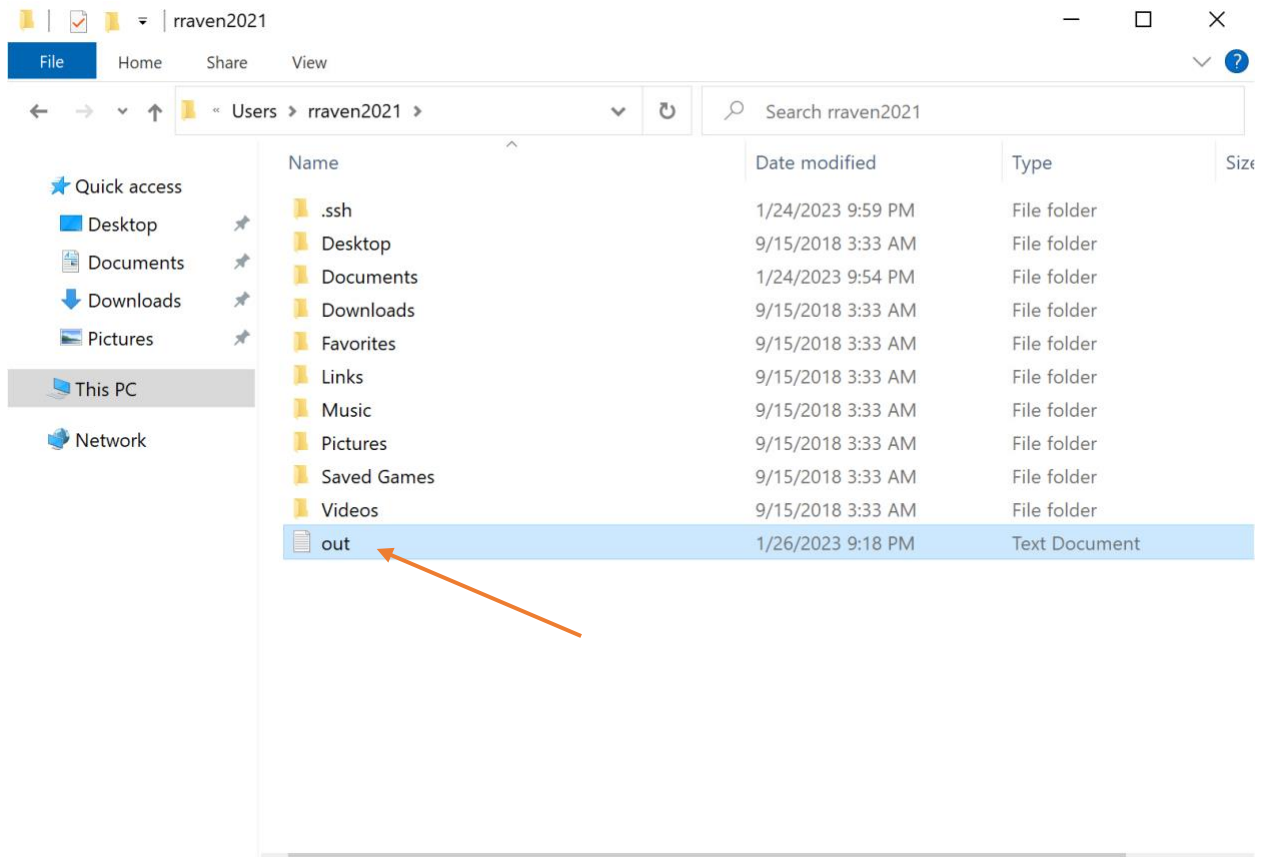 rraven2021
File Home Share View
« Users > rraven2021 > Search rraven2021
Name Date modified Type Size
Quick access
Desktop
Documents
Downloads
Pictures
This PC
Network
.ssh 1/24/2023 9:59 PM File folder
Desktop 9/15/2018 3:33 AM File folder
Documents 1/24/2023 9:54 PM File folder
Downloads 9/15/2018 3:33 AM File folder
Favorites 9/15/2018 3:33 AM File folder
Links 9/15/2018 3:33 AM File folder
Music 9/15/2018 3:33 AM File folder
Pictures 9/15/2018 3:33 AM File folder
Saved Games 9/15/2018 3:33 AM File folder
Videos 9/15/2018 3:33 AM File folder
out 1/26/2023 9:18 PM Text Document